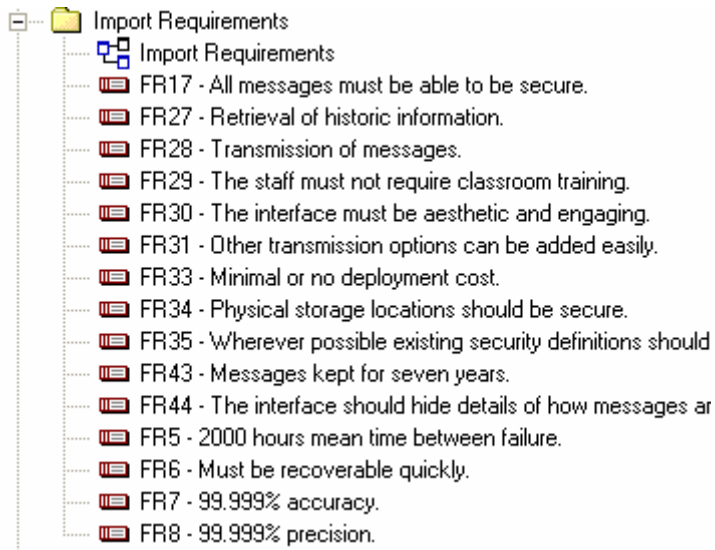 Import Requirements
Import Requirements
FR17 - All messages must be able to be secure.
FR27 - Retrieval of historic information.
FR28 - Transmission of messages.
FR29 - The staff must not require classroom training.
FR30 - The interface must be aesthetic and engaging.
FR31 - Other transmission options can be added easily.
FR33 - Minimal or no deployment cost.
FR34 - Physical storage locations should be secure.
FR35 - Wherever possible existing security definitions should
FR43 - Messages kept for seven years.
FR44 - The interface should hide details of how messages
FR5 - 2000 hours mean time between failure.
FR6 - Must be recoverable quickly.
FR7 - 99.999% accuracy.
FR8 - 99.999% precision.